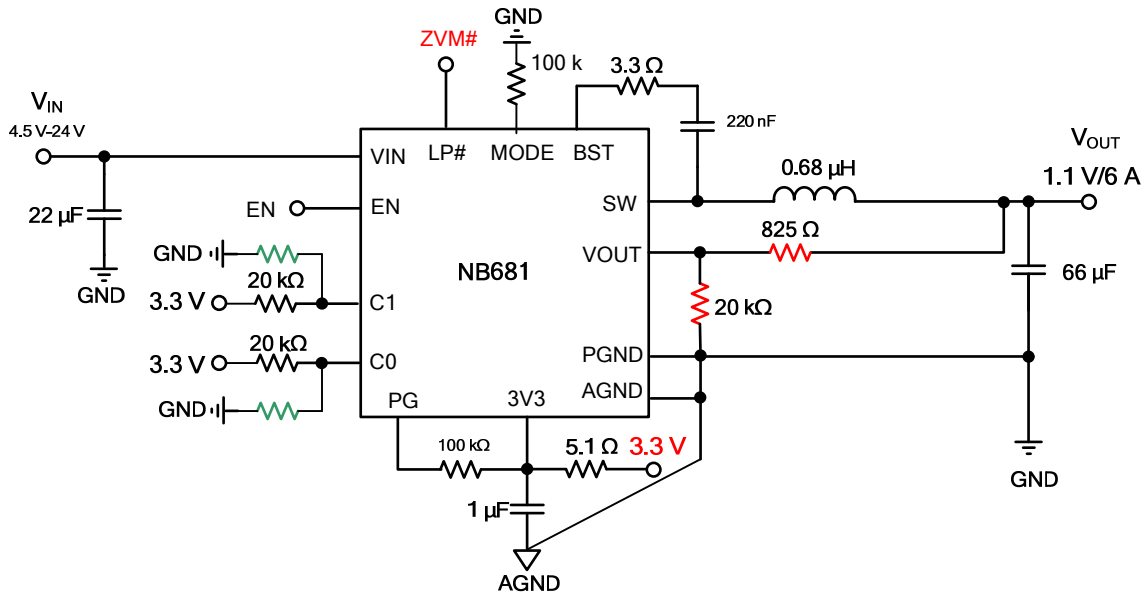 GND
ZVM#
100 k
3.3 Ω
VIN
4.5 V-24 V
220 nF
VOUT
1.1 V/6 A
VIN
LP#
MODE
BST
0.68 µH
22 µF
EN
EN
SW
825 Ω
GND
VOUT
NB681
66 µF
GND
20 kΩ
3.3 V
C1
20 kΩ
20 kΩ
3.3 V
C0
PGND
AGND
GND
PG
3V3
100 kΩ
5.1 Ω
3.3 V
GND
1 µF
AGND